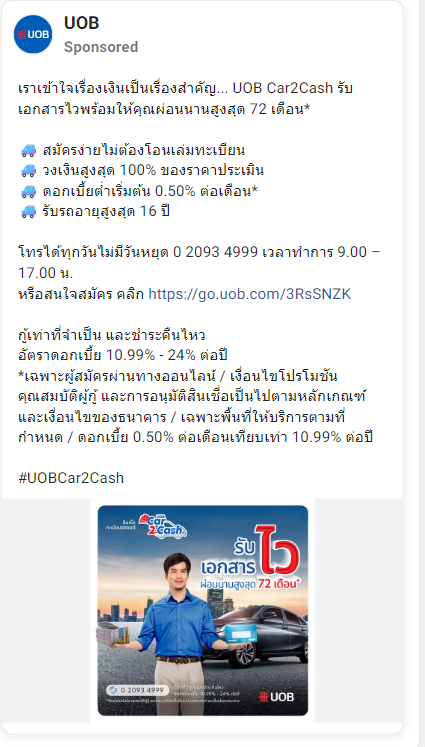 UOB
UOB
Sponsored
เราเข้าใจเรื่องเงินเป็นเรื่องสำคัญ... UOB Car2Cash รับ
เอกสารไวพร้อมให้คุณผ่อนนานสูงสุด 72 เดือน*
🚙 สมัครง่ายไม่ต้องโอนเล่มทะเบียน
🚙 วงเงินสูงสุด 100% ของราคาประเมิน
🚙 ดอกเบี้ยต่ำเริ่มต้น 0.50% ต่อเดือน*
🚙 รับรถอายุสูงสุด 16 ปี
โทรได้ทุกวันไม่มีวันหยุด 0 2093 4999 เวลาทำการ 9.00 –
17.00 น.
หรือสนใจสมัคร คลิก https://go.uob.com/3RsSNZK
กู้เท่าที่จำเป็น และชำระคืนไหว
อัตราดอกเบี้ย 10.99% - 24% ต่อปี
*เฉพาะผู้สมัครผ่านทางออนไลน์ / เงื่อนไขโปรโมชัน
คุณสมบัติผู้กู้ และการอนุมัติสินเชื่อเป็นไปตามหลักเกณฑ์
และเงื่อนไขของธนาคาร / เฉพาะพื้นที่ให้บริการตามที่
กำหนด / ดอกเบี้ย 0.50% ต่อเดือนเทียบเท่า 10.99% ต่อปี
#UOBCar2Cash
สินเชื่อ
ทะเบียนรถยนต์
UOB
Car
2Cash
รับ
เอกสาร ไว
ผ่อนนานสูงสุด 72 เดือน*
0 2093 4999
UOB